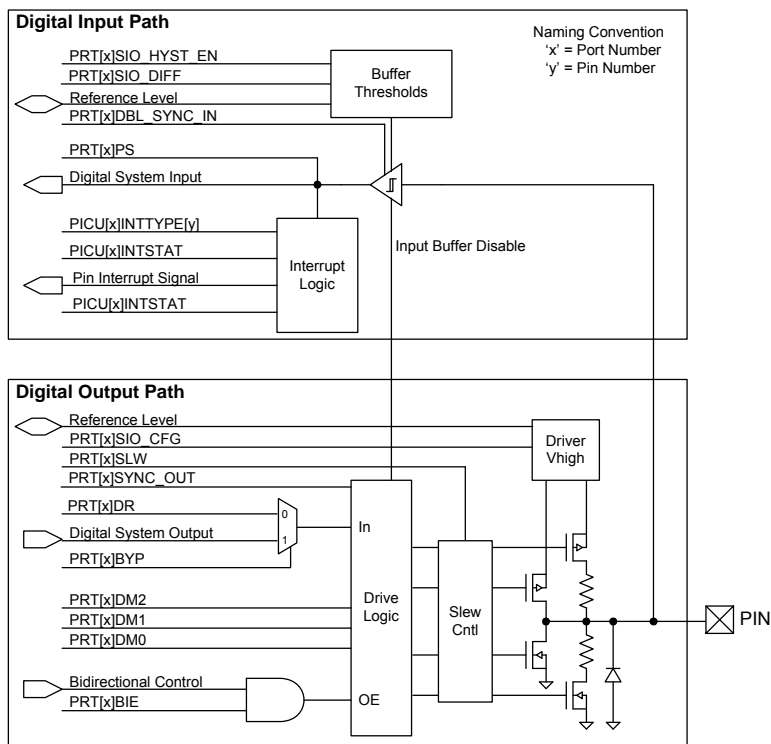 Digital Input Path
Naming Convention
‘x’ = Port Number
‘y’ = Pin Number
PRT[x]SIO_HYST_EN
PRT[x]SIO_DIFF
Reference Level
PRT[x]DBL_SYNC_IN
Buffer
Thresholds
PRT[x]PS
Digital System Input
PICU[x]INTTYPE[y]
PICU[x]INTSTAT
Pin Interrupt Signal
PICU[x]INTSTAT
Interrupt
Logic
Input Buffer Disable
Digital Output Path
Reference Level
PRT[x]SIO_CFG
PRT[x]SLW
PRT[x]SYNC_OUT
Driver
Vhigh
PRT[x]DR
Digital System Output
PRT[x]BYP
0
1
In
PRT[x]DM2
PRT[x]DM1
PRT[x]DM0
Drive
Logic
Slew
Cntl
PIN
Bidirectional Control
PRT[x]BIE
OE